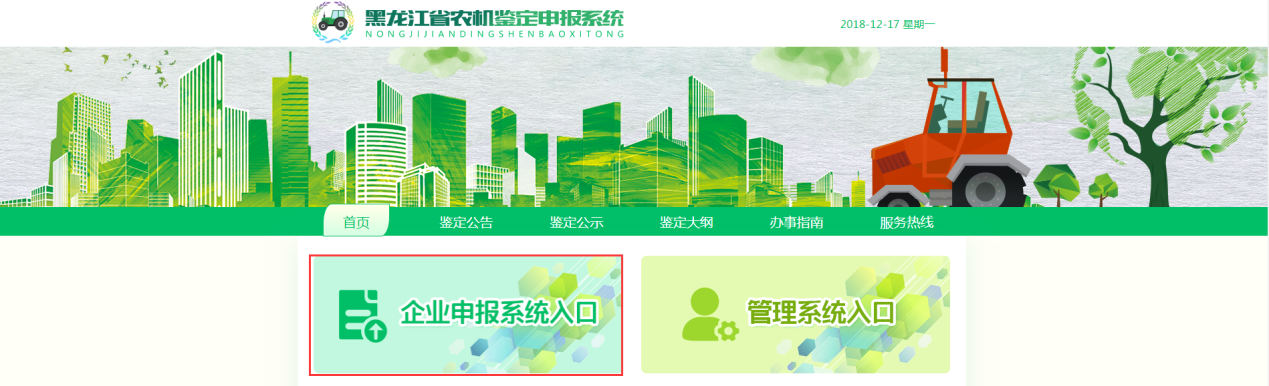 黑龙江省农机鉴定申报系统
NONGJIJIANDINGSHENBAOXITONG
2018-12-17 星期一
首页 鉴定公告 鉴定公示 鉴定大纲 办事指南 服务热线
企业申报系统入口 管理系统入口